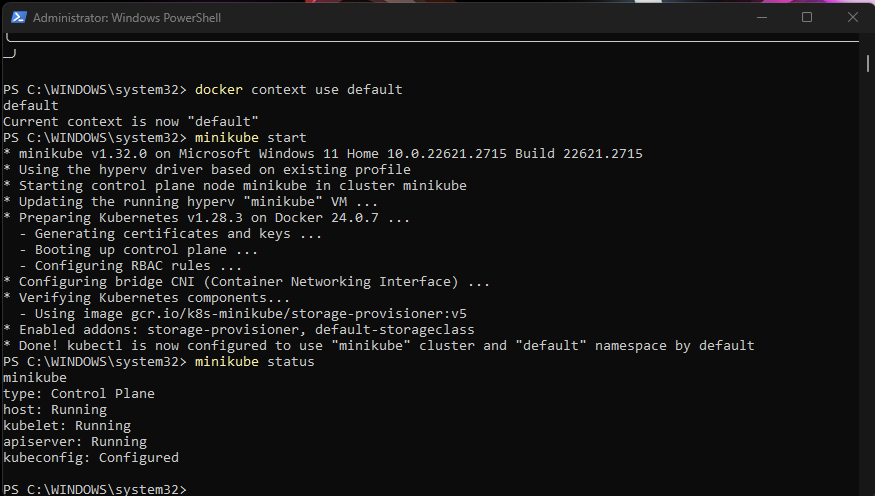 Administrator: Windows PowerShell
PS C:\WINDOWS\system32> docker context use default
default
Current context is now "default"
PS C:\WINDOWS\system32> minikube start
* minikube v1.32.0 on Microsoft Windows 11 Home 10.0.22621.2715 Build 22621.2715
* Using the hyperv driver based on existing profile
* Starting control plane node minikube in cluster minikube
* Updating the running hyperv "minikube" VM ...
* Preparing Kubernetes v1.28.3 on Docker 24.0.7 ...
  - Generating certificates and keys ...
  - Booting up control plane ...
  - Configuring RBAC rules ...
* Configuring bridge CNI (Container Networking Interface) ...
* Verifying Kubernetes components...
  - Using image gcr.io/k8s-minikube/storage-provisioner:v5
* Enabled addons: storage-provisioner, default-storageclass
* Done! kubectl is now configured to use "minikube" cluster and "default" namespace by default
PS C:\WINDOWS\system32> minikube status
minikube
type: Control Plane
host: Running
kubelet: Running
apiserver: Running
kubeconfig: Configured
PS C:\WINDOWS\system32>